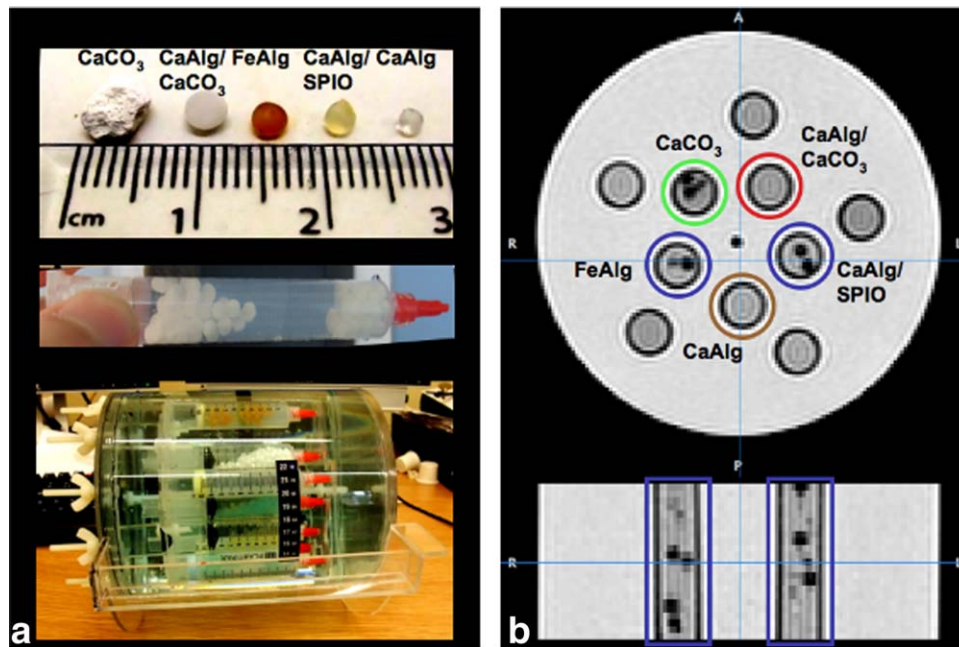 CaCO3 CaAlg/ FeAlg CaAlg/ CaAlg
CaCO3 SPIO
cm 1 2 3
a
A
CaCO3
CaAlg/
CaCO3
R
L
FeAlg
CaAlg/
SPIO
CaAlg
P
R
L
b